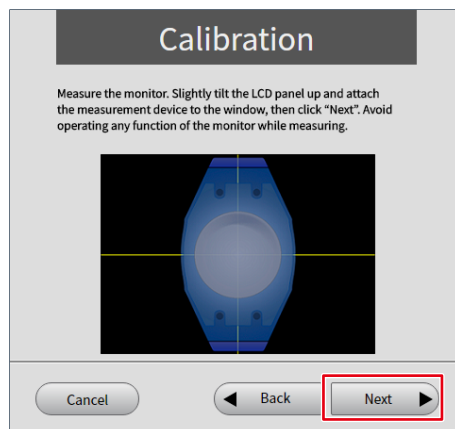 Calibration
Measure the monitor. Slightly tilt the LCD panel up and attach
the measurement device to the window, then click “Next”. Avoid
operating any function of the monitor while measuring.
Cancel
Back
Next